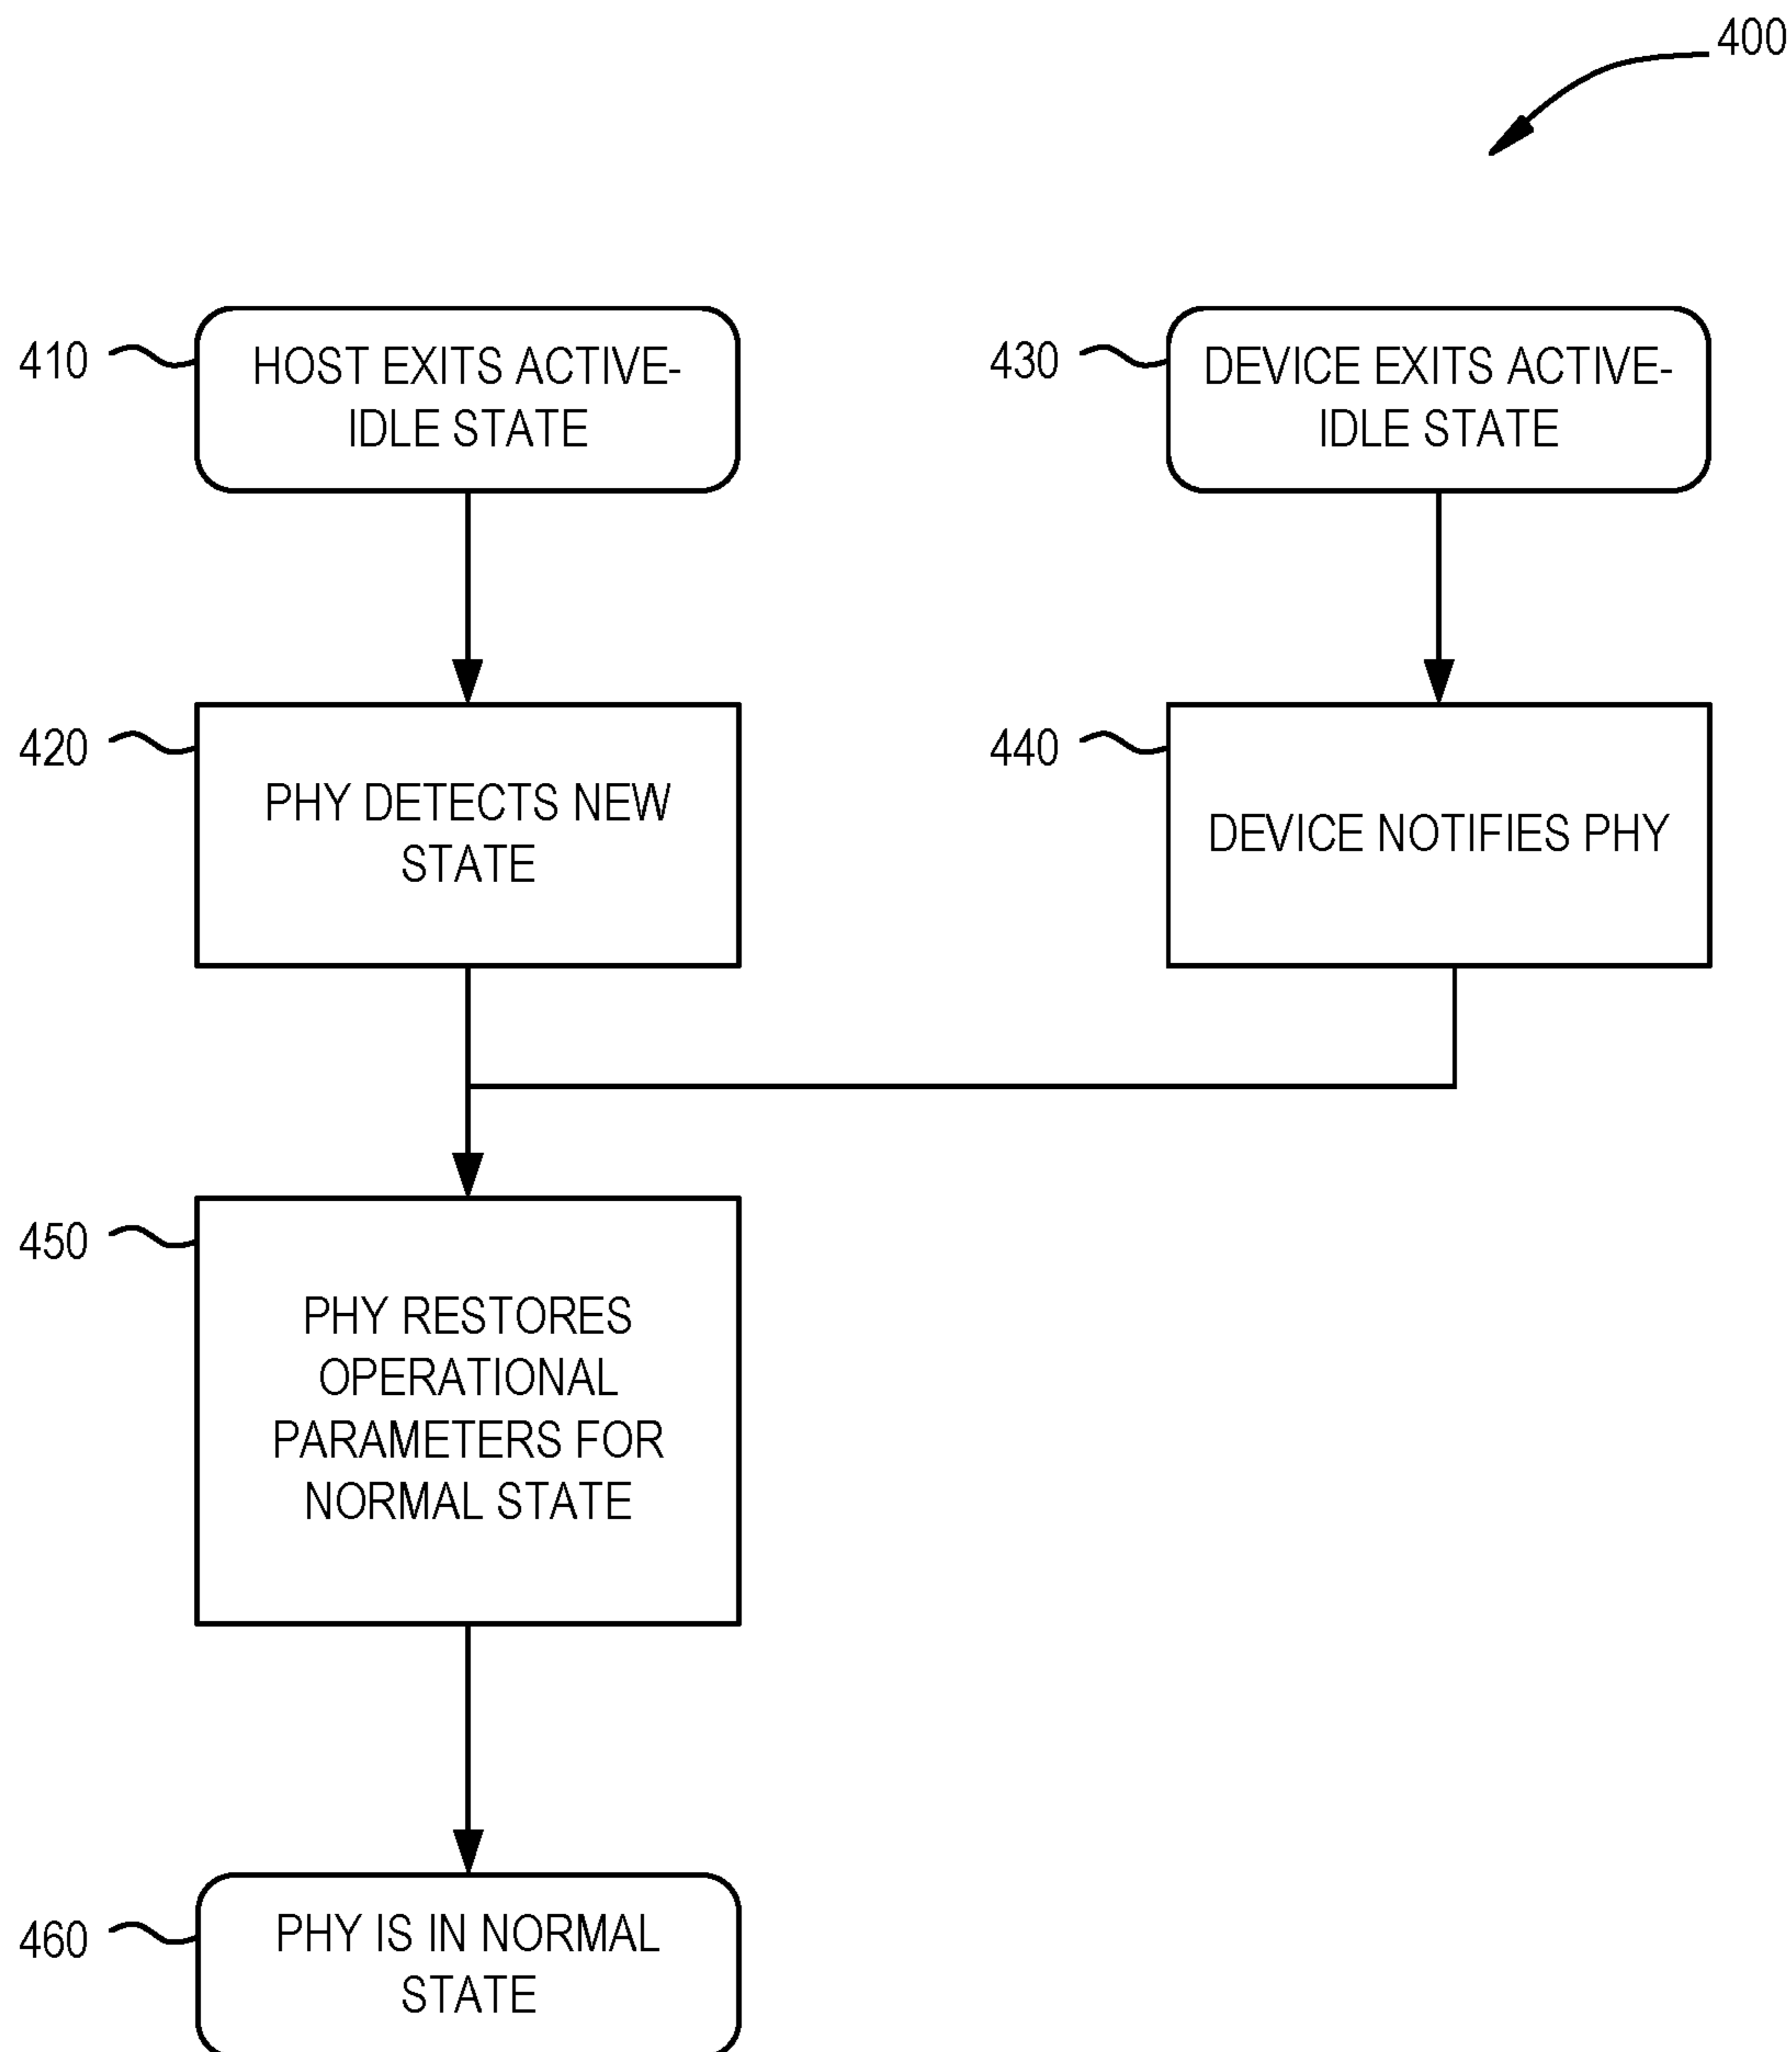 400
410
HOST EXITS ACTIVE-
IDLE STATE
430
DEVICE EXITS ACTIVE-
IDLE STATE
420
PHY DETECTS NEW
STATE
440
DEVICE NOTIFIES PHY
450
PHY RESTORES
OPERATIONAL
PARAMETERS FOR
NORMAL STATE
460
PHY IS IN NORMAL
STATE